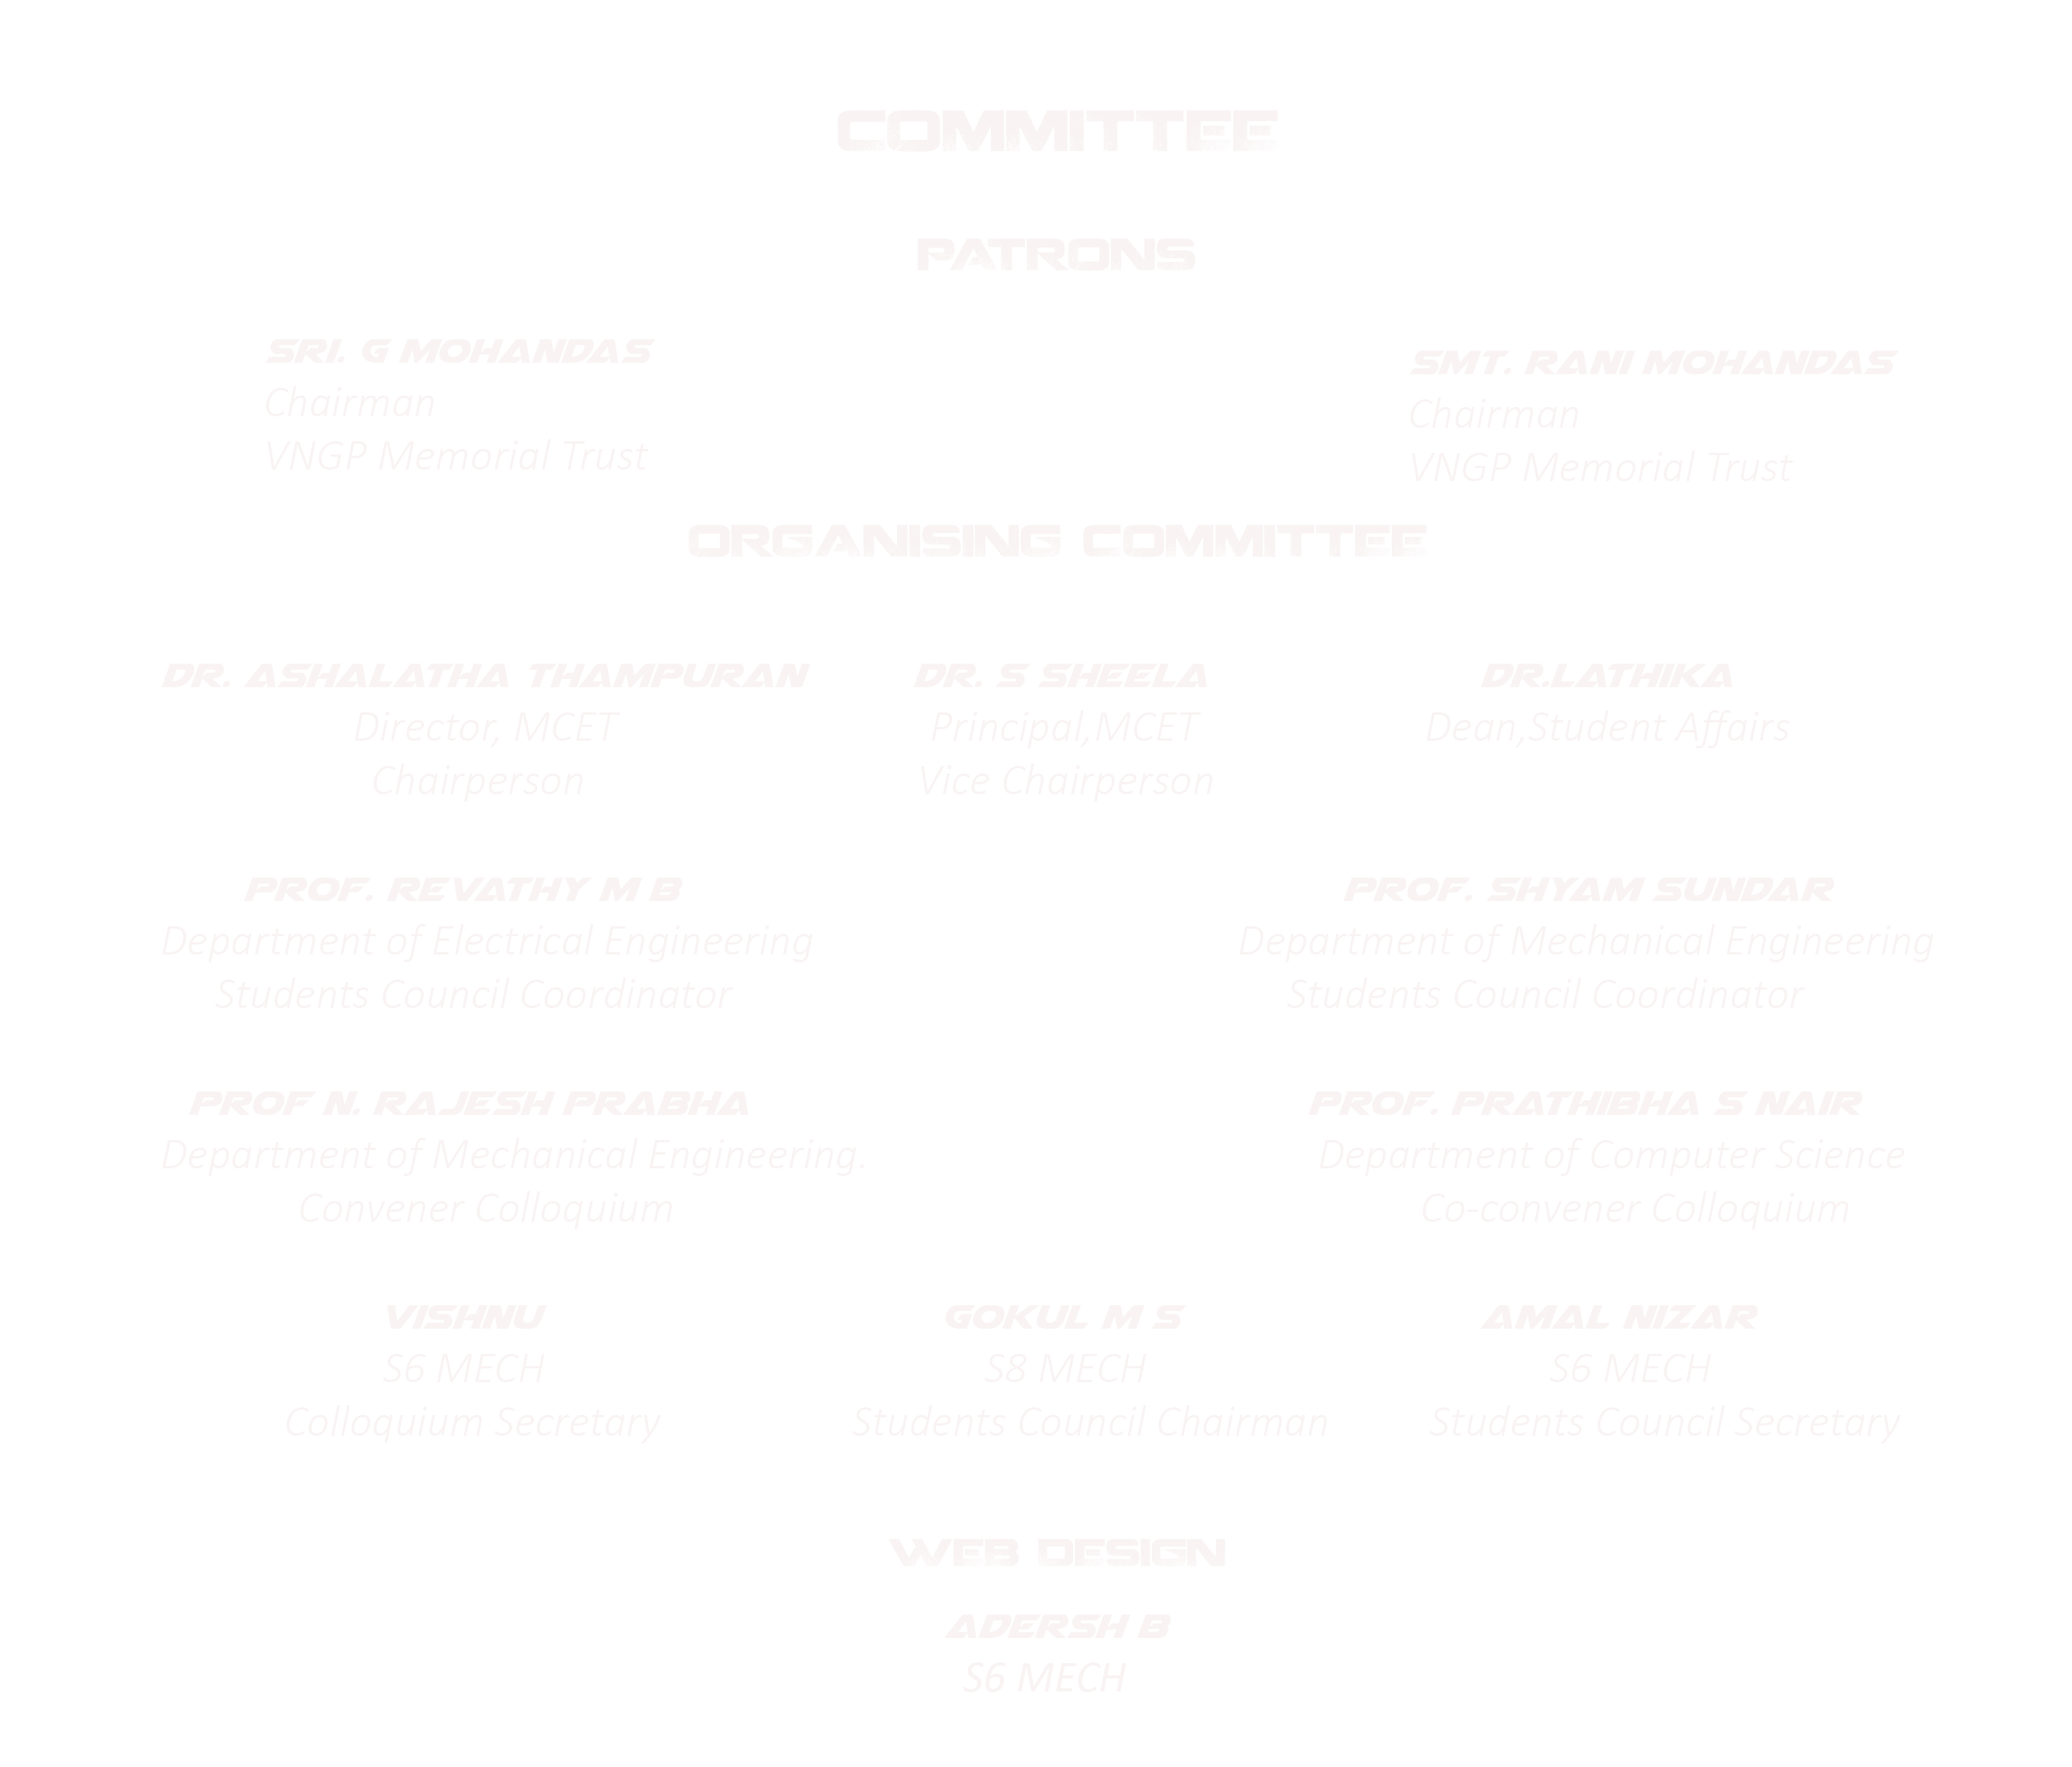 COMMITTEE
PATRONS
SRI. G MOHANDAS
Chairman
VNGP Memorial Trust
SMT. RANI MOHANDAS
Chairman
VNGP Memorial Trust
ORGANISING COMMITTEE
DR. ASHALATHA THAMPURAN
Director, MCET
Chairperson
DR. S SHEELA
Principal,MCET
Vice Chairperson
DR.LATHIKA
Dean,Student Affairs
PROF. REVATHY M B
Department of Electrical Engineering
Students Council Coordinator
PROF. SHYAM SUNDAR
Department of Mechanical Engineering
Students Council Coordinator
PROF N. RAJESH PRABHA
Department of Mechanical Engineering.
Convener Colloquium
PROF. PRATHIBHA S NAIR
Department of Computer Science
Co-convener Colloquium
VISHNU
S6 MECH
Colloquium Secretary
GOKUL M S
S8 MECH
Students Council Chairman
AMAL NIZAR
S6 MECH
Students Council Secretary
WEB DESIGN
ADERSH B
S6 MECH